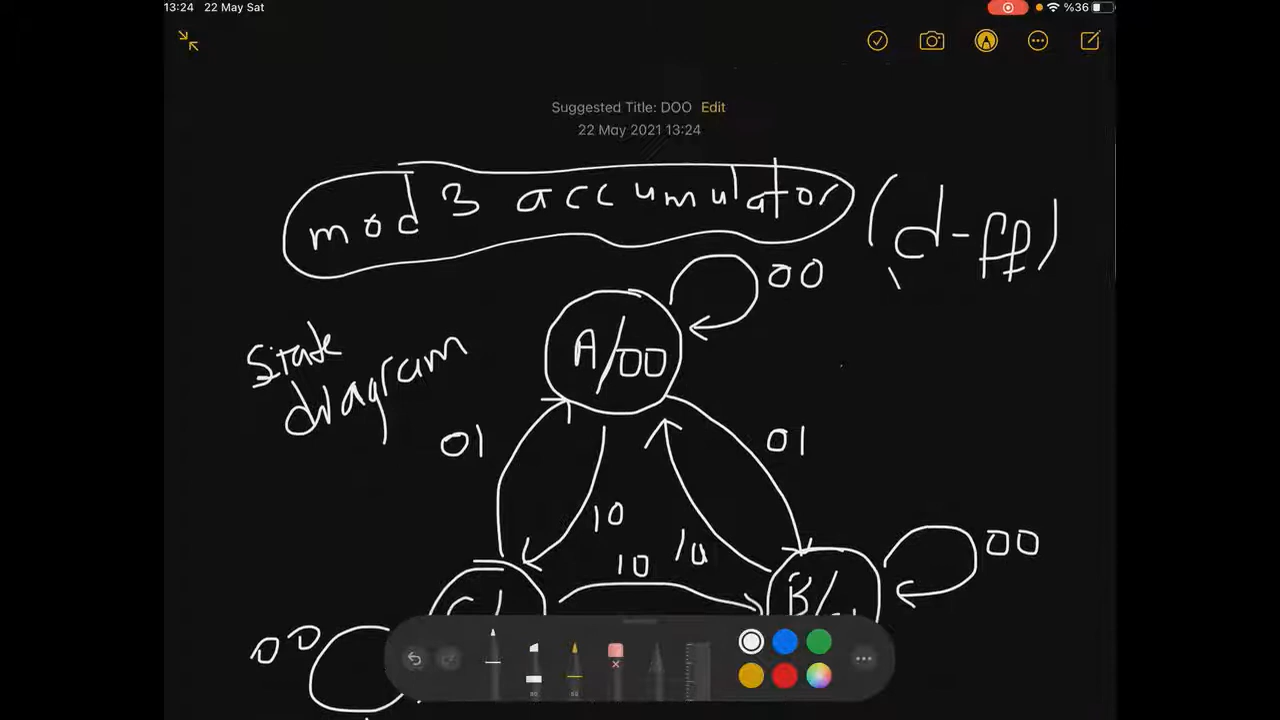 13:24 22 May Sat %36
Suggested Title: DOO Edit
22 May 2021 13:24
mod 3 accumulator (d-ff)
00
A/00
State
diagram
01
01
10
10
10
00
B/
C/
00